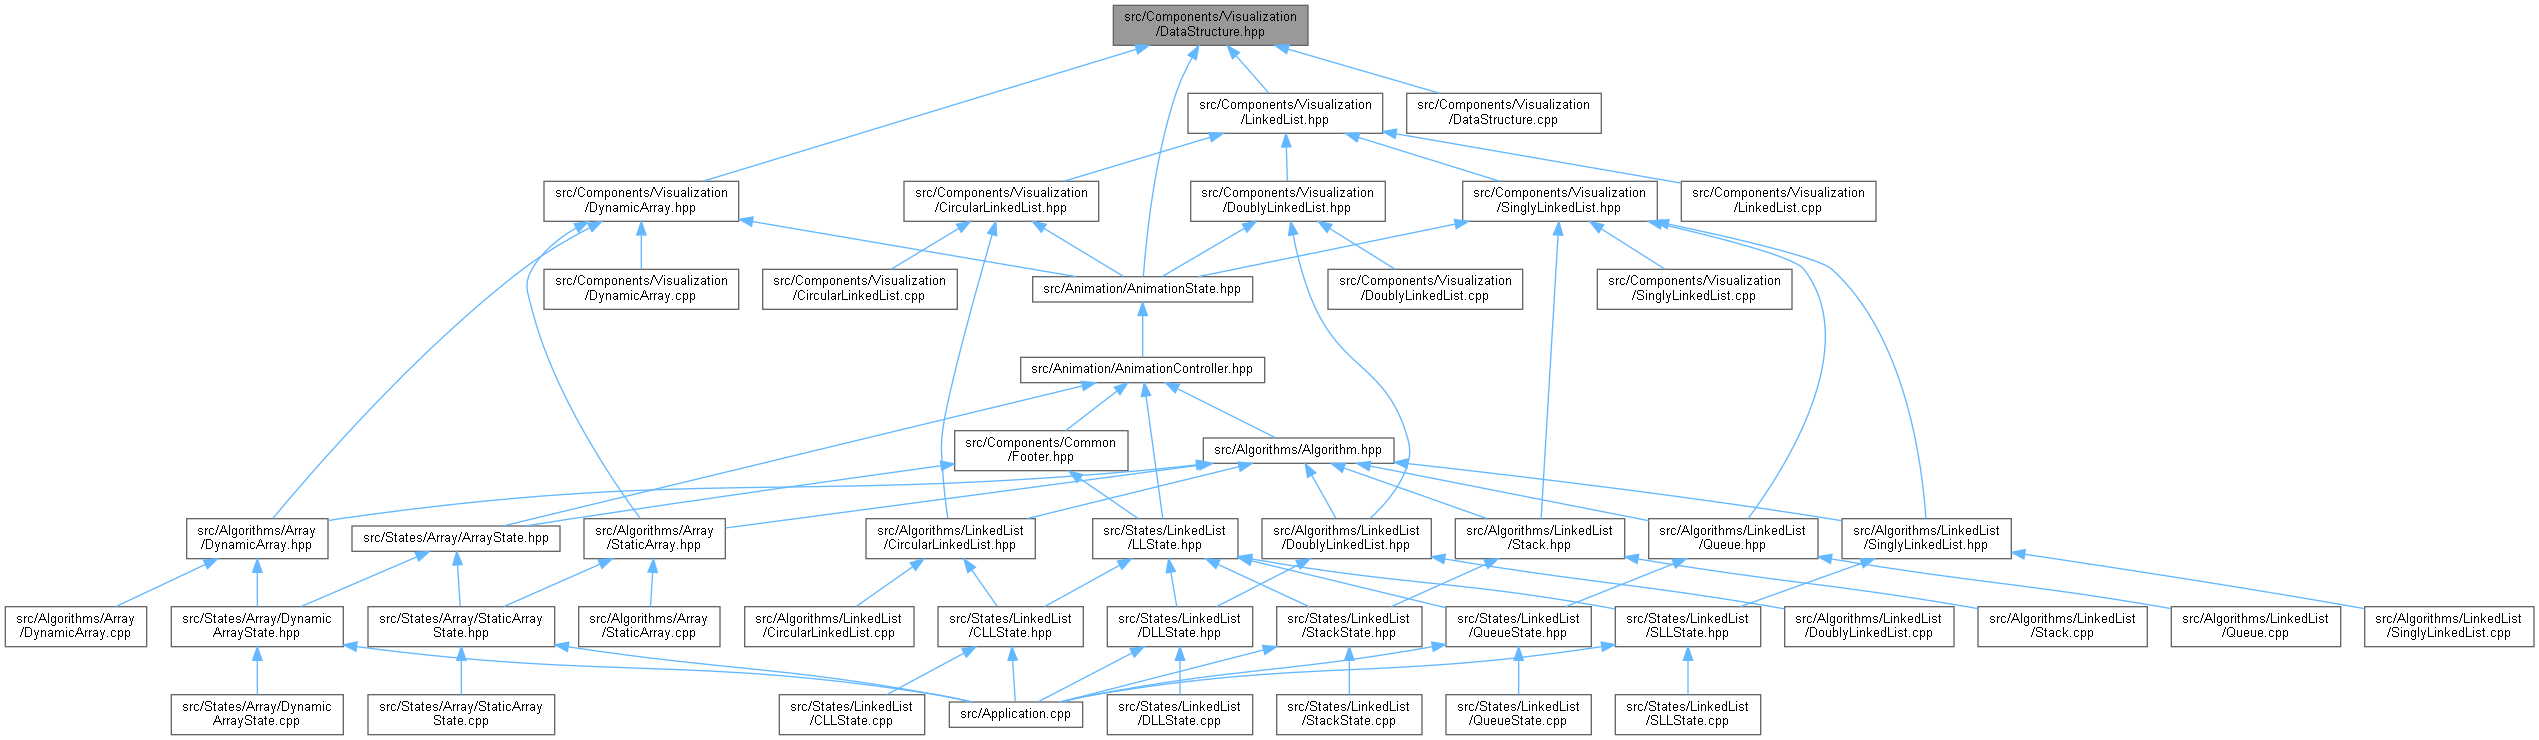 src/Components/Visualization
/DataStructure.hpp
src/Components/Visualization
/LinkedList.hpp
src/Components/Visualization
/DataStructure.cpp
src/Components/Visualization
/DynamicArray.hpp
src/Components/Visualization
/CircularLinkedList.hpp
src/Components/Visualization
/DoublyLinkedList.hpp
src/Components/Visualization
/SinglyLinkedList.hpp
src/Components/Visualization
/LinkedList.cpp
src/Components/Visualization
/DynamicArray.cpp
src/Components/Visualization
/CircularLinkedList.cpp
src/Animation/AnimationState.hpp
src/Components/Visualization
/DoublyLinkedList.cpp
src/Components/Visualization
/SinglyLinkedList.cpp
src/Animation/AnimationController.hpp
src/Components/Common
/Footer.hpp
src/Algorithms/Algorithm.hpp
src/Algorithms/Array
/DynamicArray.hpp
src/States/Array/ArrayState.hpp
src/Algorithms/Array
/StaticArray.hpp
src/Algorithms/LinkedList
/CircularLinkedList.hpp
src/States/LinkedList
/LLState.hpp
src/Algorithms/LinkedList
/DoublyLinkedList.hpp
src/Algorithms/LinkedList
/Stack.hpp
src/Algorithms/LinkedList
/Queue.hpp
src/Algorithms/LinkedList
/SinglyLinkedList.hpp
src/Algorithms/Array
/DynamicArray.cpp
src/States/Array/Dynamic
ArrayState.hpp
src/States/Array/StaticArray
State.hpp
src/Algorithms/Array
/StaticArray.cpp
src/Algorithms/LinkedList
/CircularLinkedList.cpp
src/States/LinkedList
/CLLState.hpp
src/States/LinkedList
/DLLState.hpp
src/States/LinkedList
/StackState.hpp
src/States/LinkedList
/QueueState.hpp
src/States/LinkedList
/SLLState.hpp
src/Algorithms/LinkedList
/DoublyLinkedList.cpp
src/Algorithms/LinkedList
/Stack.cpp
src/Algorithms/LinkedList
/Queue.cpp
src/Algorithms/LinkedList
/SinglyLinkedList.cpp
src/States/Array/Dynamic
ArrayState.cpp
src/States/Array/StaticArray
State.cpp
src/States/LinkedList
/CLLState.cpp
src/Application.cpp
src/States/LinkedList
/DLLState.cpp
src/States/LinkedList
/StackState.cpp
src/States/LinkedList
/QueueState.cpp
src/States/LinkedList
/SLLState.cpp